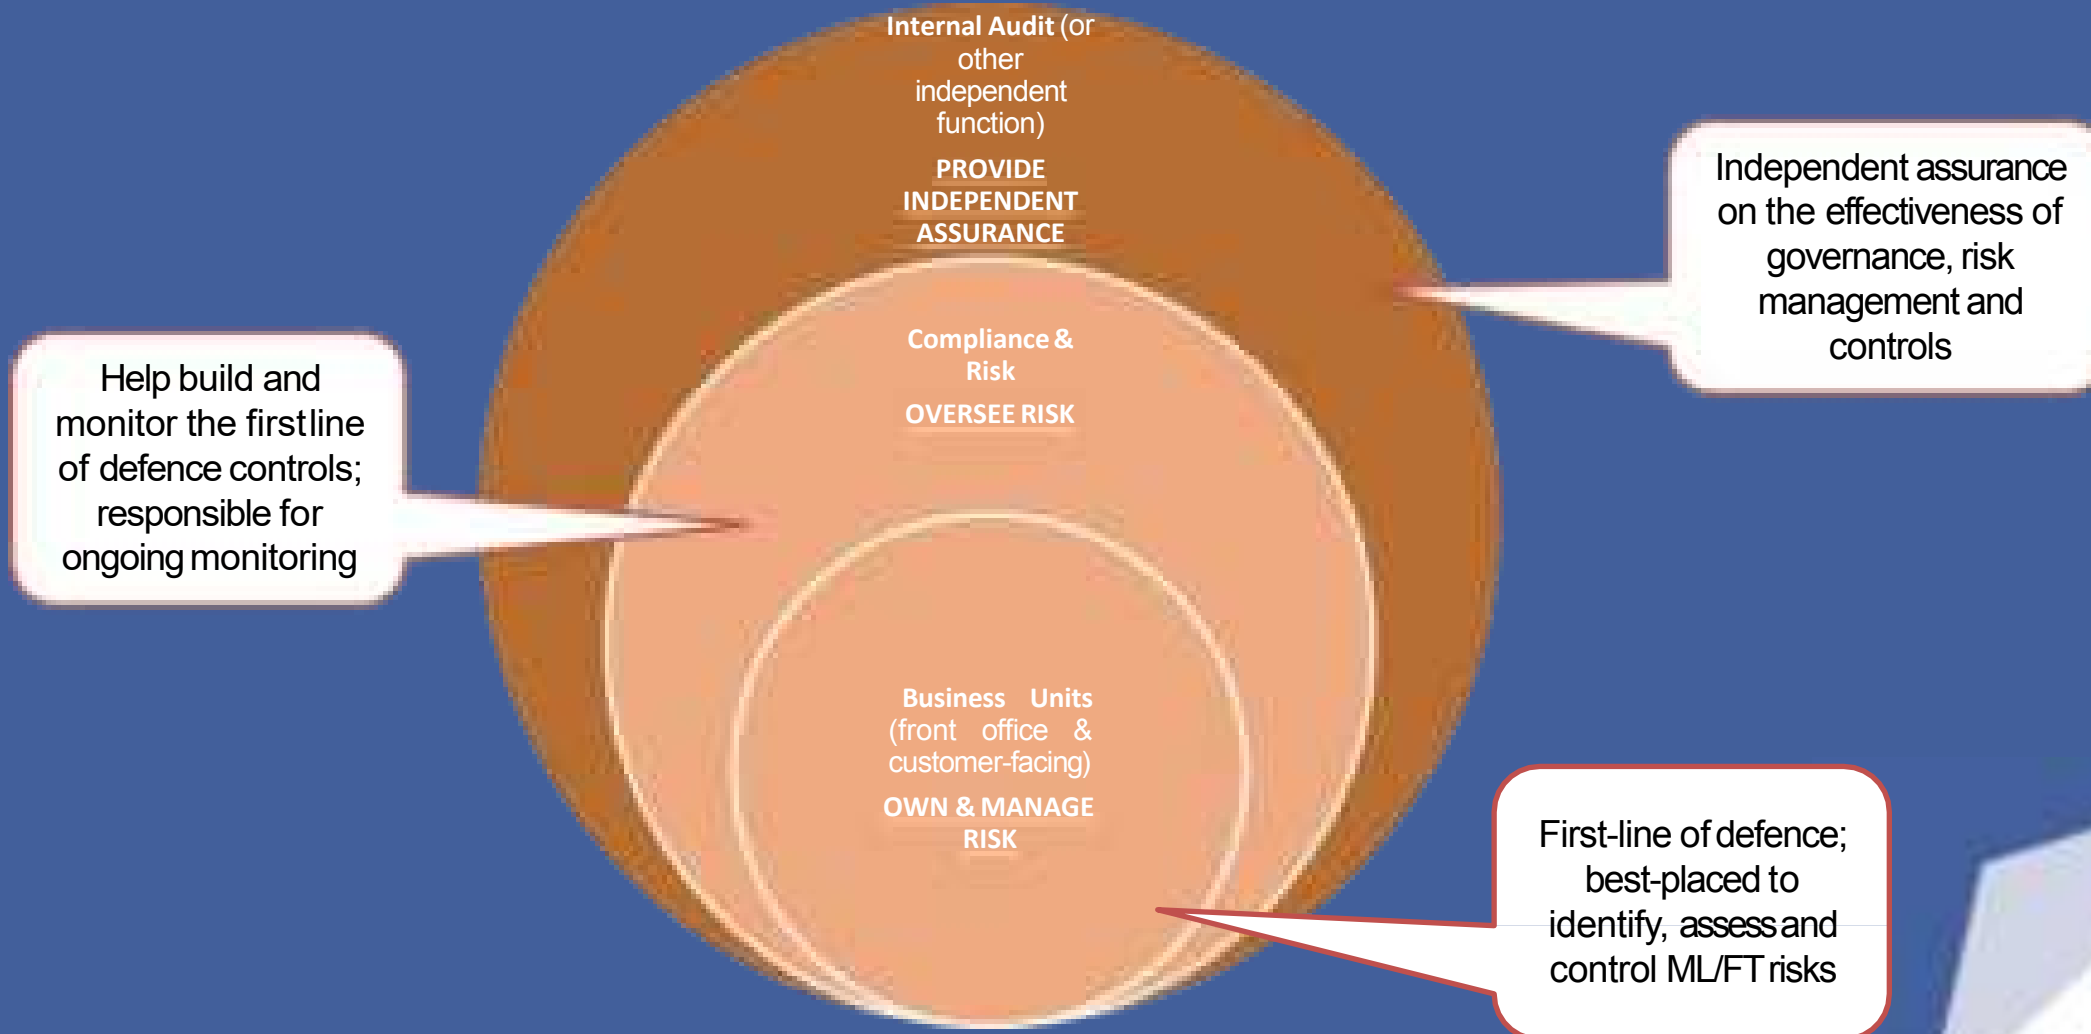 Internal Audit (or
other
independent
function)
PROVIDE
INDEPENDENT
ASSURANCE
Independent assurance
on the effectiveness of
governance, risk
management and
controls
Compliance &
Risk
OVERSEE RISK
Help build and
monitor the first line
of defence controls;
responsible for
ongoing monitoring
Business Units
(front office &
customer-facing)
OWN & MANAGE
RISK
First-line of defence;
best-placed to
identify, assess and
control ML/FT risks